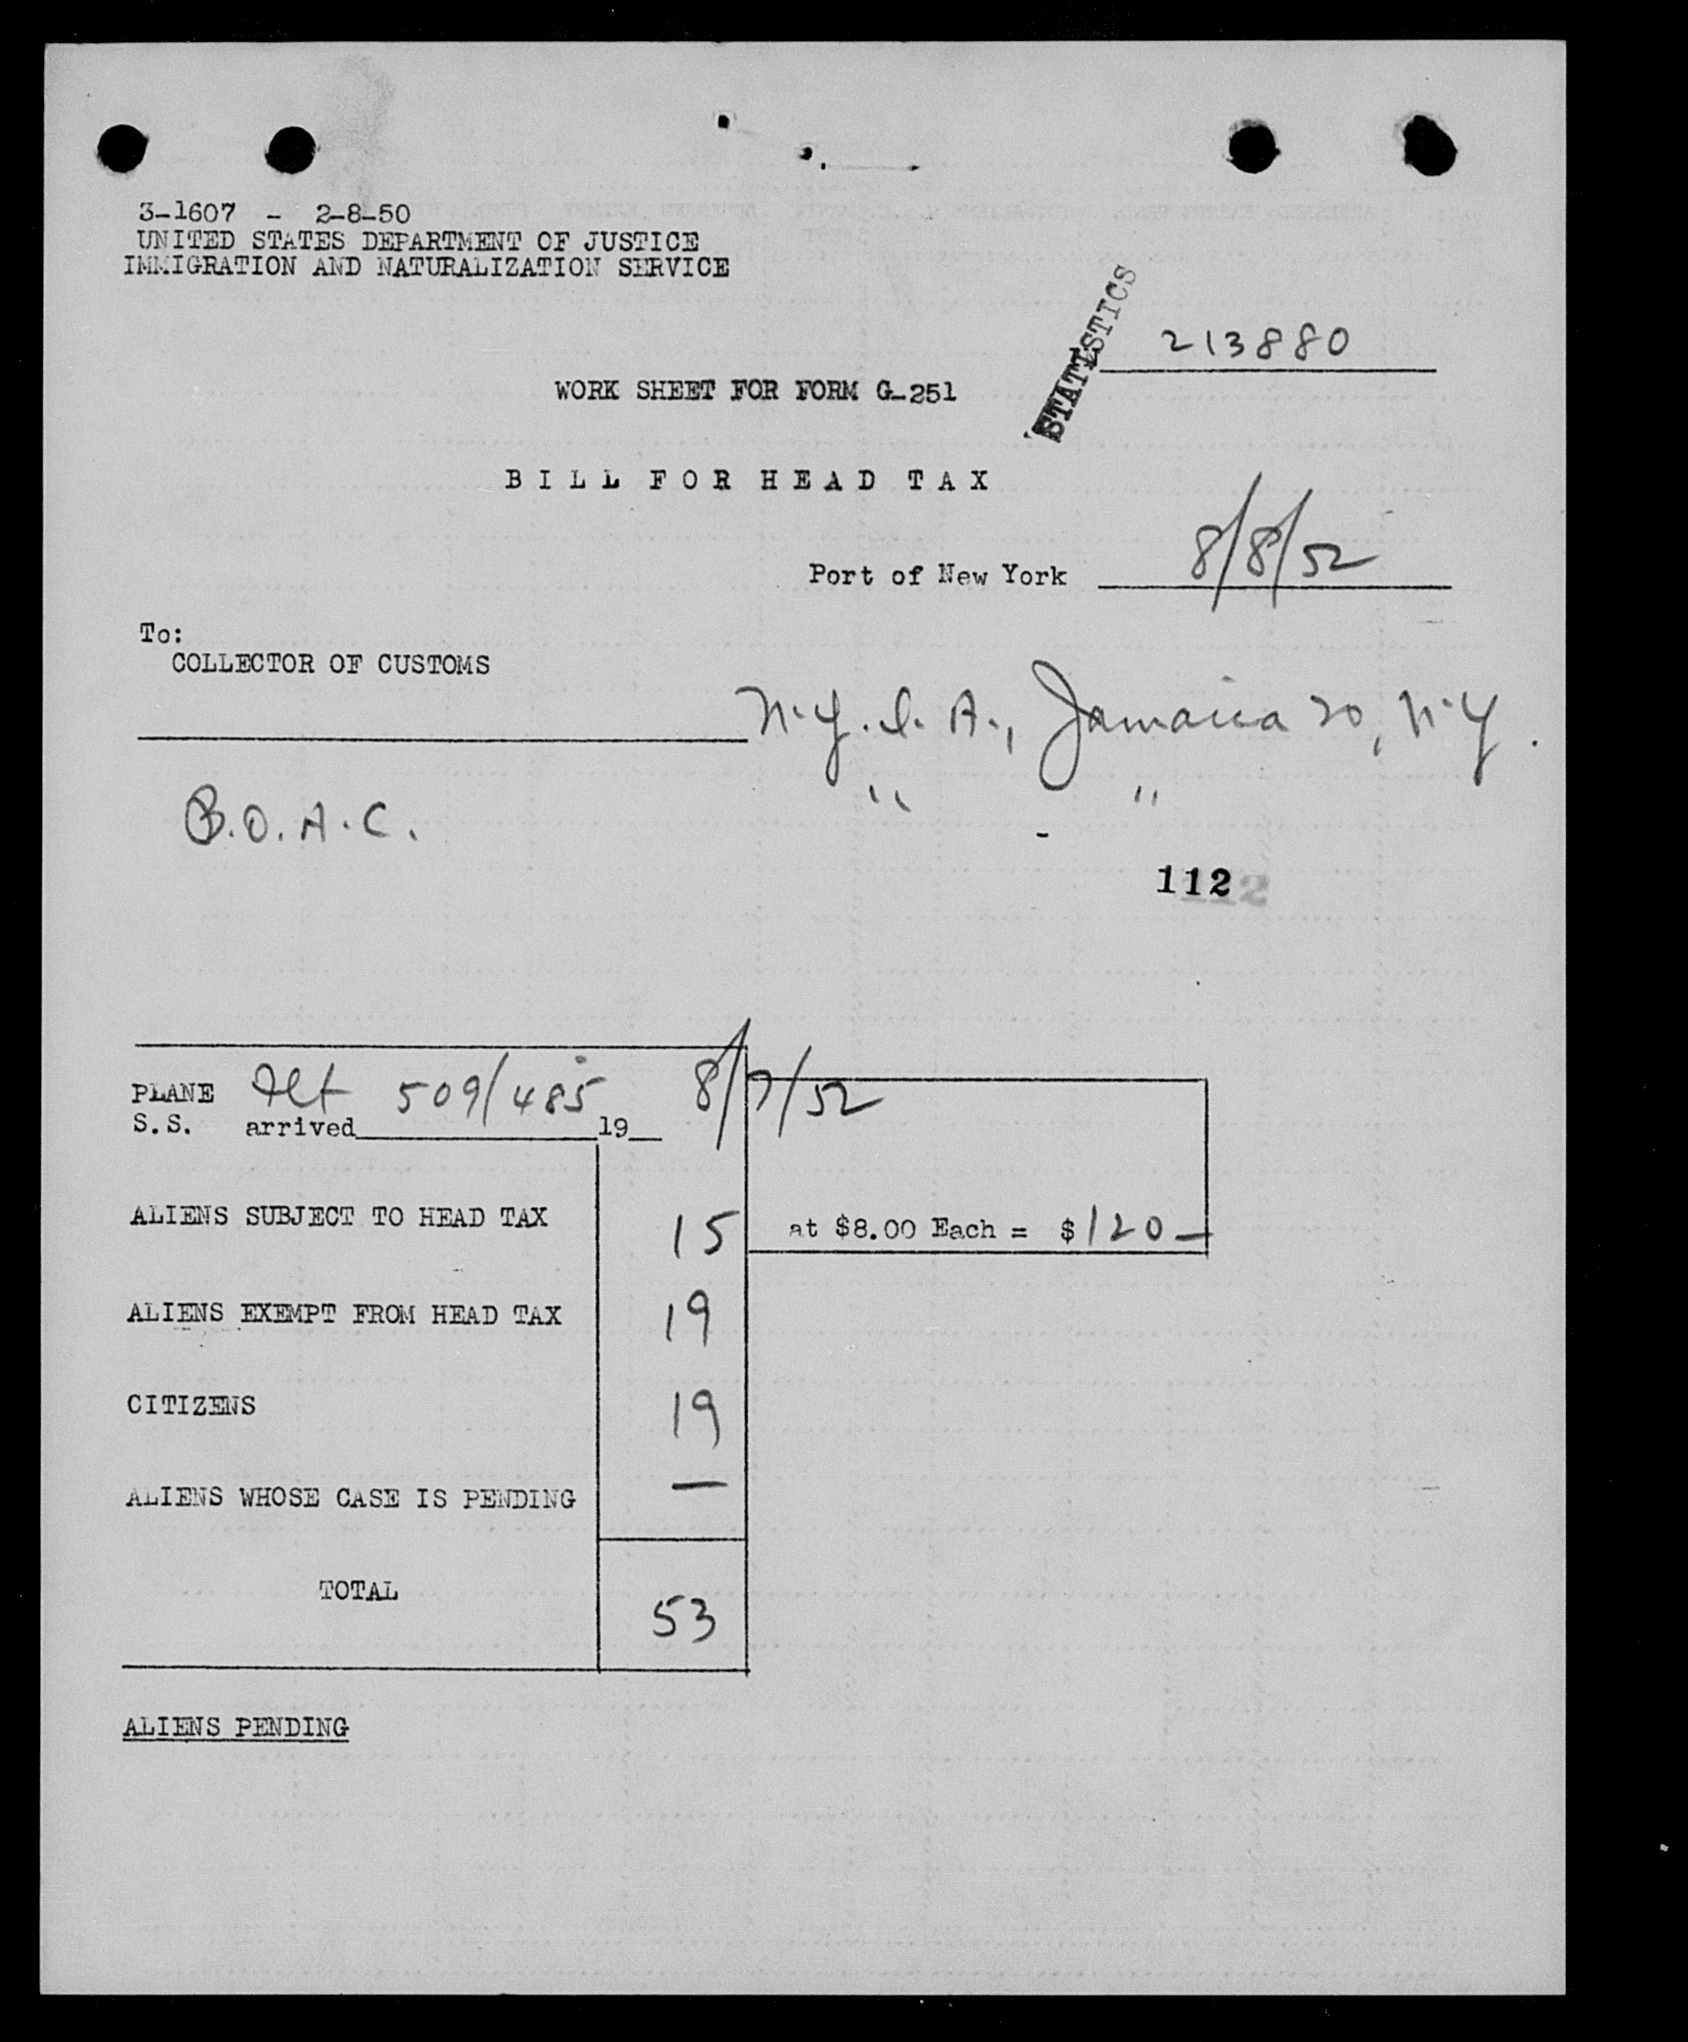 3-1607 - 2-8-50
UNITED STATES DEPARTMENT OF JUSTICE
IMMIGRATION AND NATURALIZATION SERVICE
STATISTICS
213880
WORK SHEET FOR FORM G-251
BILL FOR HEAD TAX
Port of New York 8/8/52
To:
COLLECTOR OF CUSTOMS
N.Y.I.A., Jamaica 20, N.Y.
B.O.A.C. " "
112
PLANE Flt 509/485 8/7/52
S.S. arrived 19
ALIENS SUBJECT TO HEAD TAX 15 at $8.00 Each = $120—
ALIENS EXEMPT FROM HEAD TAX 19
CITIZENS 19
ALIENS WHOSE CASE IS PENDING —
TOTAL 53
ALIENS PENDING